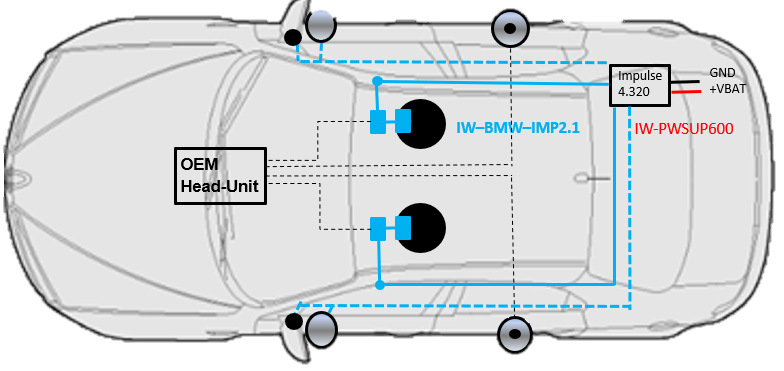 Impulse
4.320
GND
+VBAT
IW–BMW–IMP2.1
IW-PWSUP600
OEM
Head-Unit